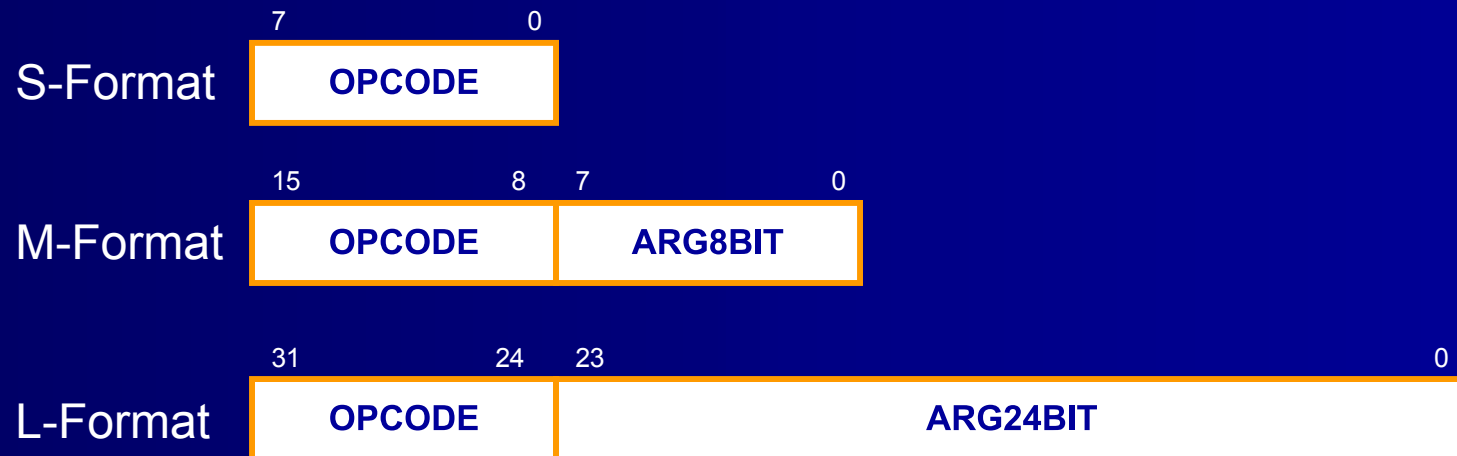 7 0
S-Format OPCODE
15 8 7 0
M-Format OPCODE ARG8BIT
31 24 23 0
L-Format OPCODE ARG24BIT